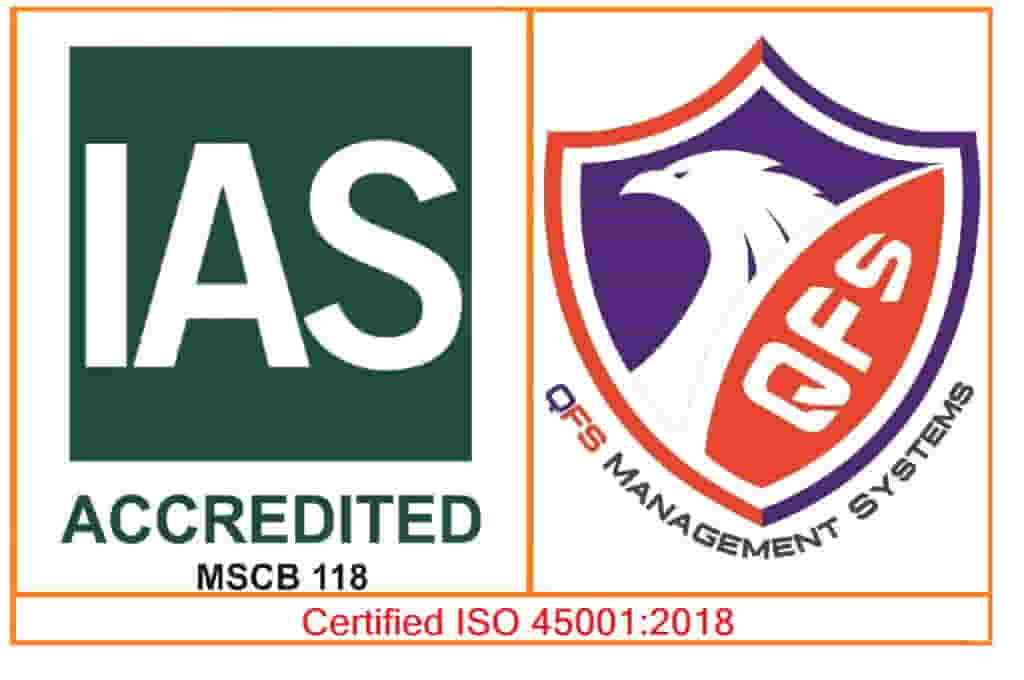 IAS
ACCREDITED
MSCB 118
QFS
QFS MANAGEMENT SYSTEMS
Certified ISO 45001:2018